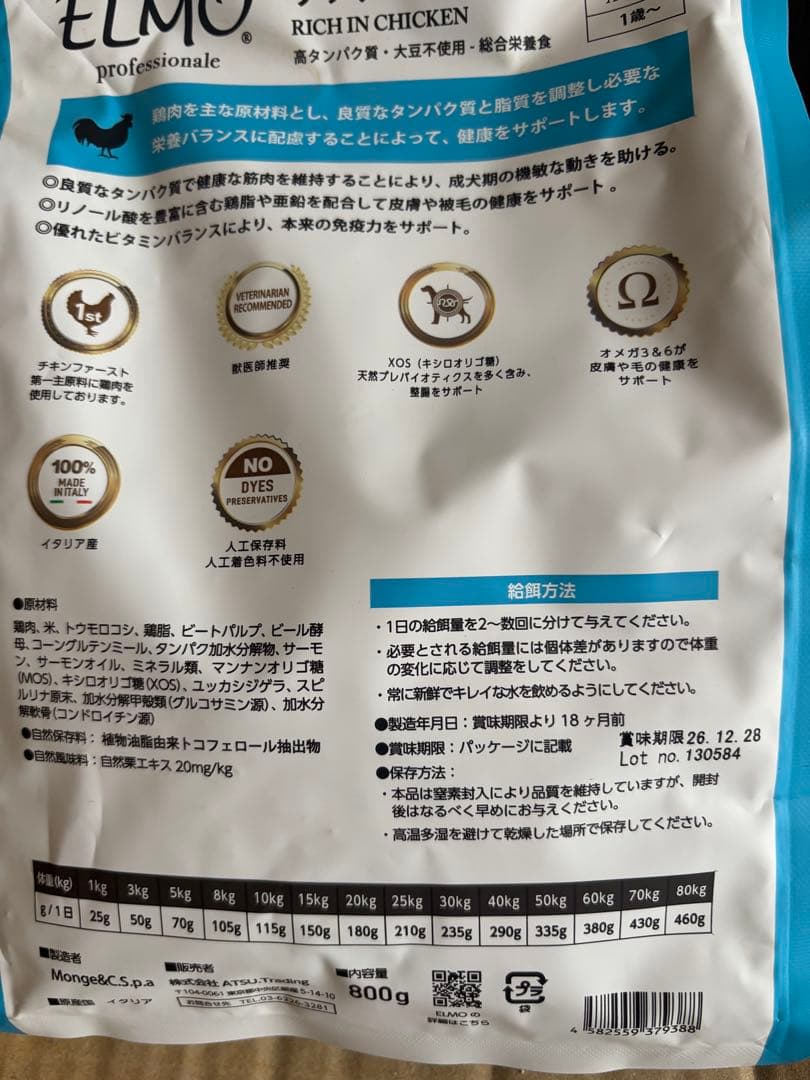 ELMO®
professionale
RICH IN CHICKEN
高タンパク質・大豆不使用 - 総合栄養食
1歳～
鶏肉を主な原材料とし、良質なタンパク質と脂質を調整し必要な
栄養バランスに配慮することによって、健康をサポートします。
◎良質なタンパク質で健康な筋肉を維持することにより、成犬期の機敏な動きを助ける。
◎リノール酸を豊富に含む鶏脂や亜鉛を配合して皮膚や被毛の健康をサポート 。
◎優れたビタミンバランスにより、本来の免疫力をサポート。
1st
チキンファースト
第一主原料に鶏肉を
使用しております。
VETERINARIAN
RECOMMENDED
獣医師推奨
XOS（キシロオリゴ糖）
天然プレバイオティクスを多く含み、
整腸をサポート
Ω
オメガ3＆6が
皮膚や毛の健康を
サポート
100%
MADE
IN ITALY
イタリア産
NO
DYES
PRESERVATIVES
人工保存料
人工着色料不使用
●原材料
鶏肉、米、トウモロコシ、鶏脂、ビートパルプ、ビール酵
母、コーングルテンミール、タンパク加水分解物、サーモ
ン、サーモンオイル、ミネラル類、マンナンオリゴ糖
(MOS)、キシロオリゴ糖(XOS)、ユッカシジゲラ、スピ
ルリナ原末、加水分解甲殻類(グルコサミン源)、加水分
解軟骨(コンドロイチン源)
●自然保存料： 植物油脂由来トコフェロール抽出物
●自然風味料：自然栗エキス 20mg/kg
給餌方法
・1日の給餌量を2～数回に分けて与えてください。
・必要とされる給餌量には個体差がありますので体重
の変化に応じて調整をしてください。
・常に新鮮でキレイな水を飲めるようにしてください。
●製造年月日：賞味期限より 18 ヶ月前
●賞味期限：パッケージに記載
賞味期限26.12.28
Lot no.130584
●保存方法：
・本品は窒素封入により品質を維持していますが、開封
後はなるべく早めにお与えください。
・高温多湿を避けて乾燥した場所で保存してください。
体重(kg) 1kg 3kg 5kg 8kg 10kg 15kg 20kg 25kg 30kg 40kg 50kg 60kg 70kg 80kg
g/1日 25g 50g 70g 105g 115g 150g 180g 210g 235g 290g 335g 380g 430g 460g
■製造者
Monge&C.S.p.a
■原産国 イタリア
■販売者
株式会社 ATSU.Trading
〒104-0061 東京都中央区銀座5-14-10
お問合せ先 TEL.03-6226-3281
■内容量
800g
ELMO の
詳細はこちら
プラ
袋
4 582559 379388